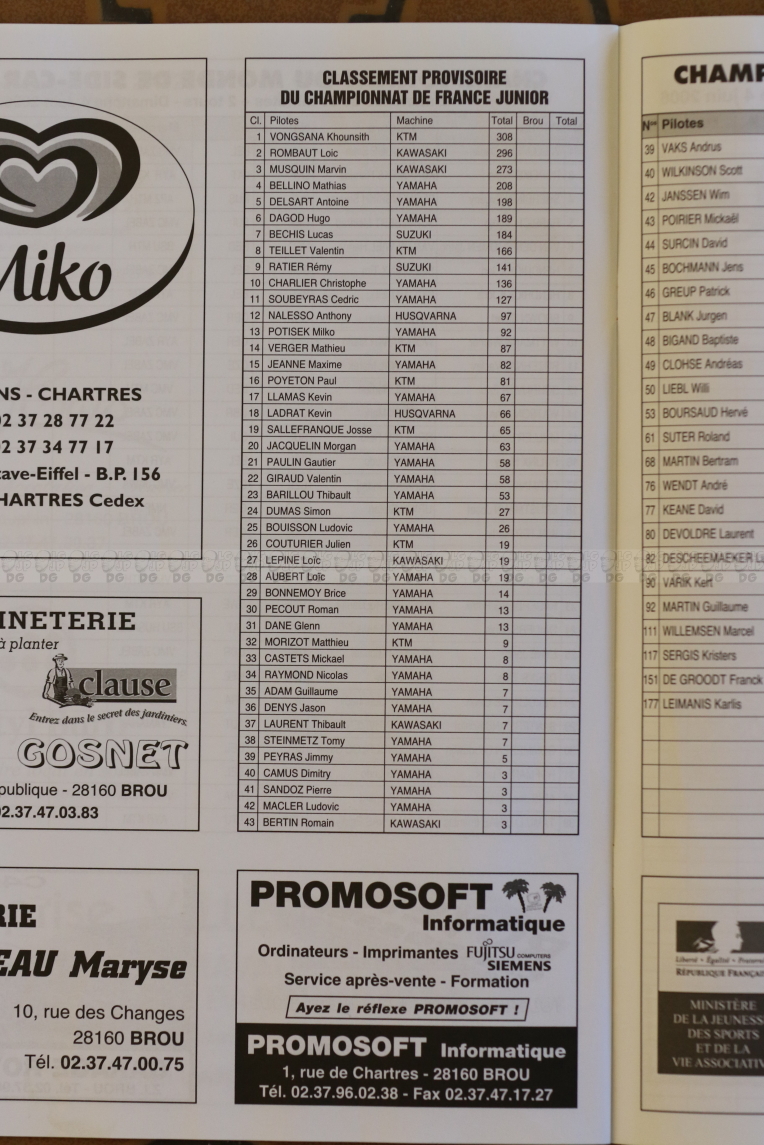 Miko
NS - CHARTRES
02 37 28 77 22
02 37 34 77 17
tave-Eiffel - B.P. 156
HARTRES Cedex
INETERIE
à planter
clause
Entrez dans le secret des jardiniers
GOSNET
publique - 28160 BROU
02.37.47.03.83
RIE
EAU Maryse
10, rue des Changes
28160 BROU
Tél. 02.37.47.00.75
CLASSEMENT PROVISOIRE
DU CHAMPIONNAT DE FRANCE JUNIOR
Cl. Pilotes Machine Total Brou Total
1 VONGSANA Khounsith KTM 308
2 ROMBAUT Loic KAWASAKI 296
3 MUSQUIN Marvin KAWASAKI 273
4 BELLINO Mathias YAMAHA 208
5 DELSART Antoine YAMAHA 198
6 DAGOD Hugo YAMAHA 189
7 BECHIS Lucas SUZUKI 184
8 TEILLET Valentin KTM 166
9 RATIER Rémy SUZUKI 141
10 CHARLIER Christophe YAMAHA 136
11 SOUBEYRAS Cedric YAMAHA 127
12 NALESSO Anthony HUSQVARNA 97
13 POTISEK Milko YAMAHA 92
14 VERGER Mathieu KTM 87
15 JEANNE Maxime YAMAHA 82
16 POYETON Paul KTM 81
17 LLAMAS Kevin YAMAHA 67
18 LADRAT Kevin HUSQVARNA 66
19 SALLEFRANQUE Josse KTM 65
20 JACQUELIN Morgan YAMAHA 63
21 PAULIN Gautier YAMAHA 58
22 GIRAUD Valentin YAMAHA 58
23 BARILLOU Thibault YAMAHA 53
24 DUMAS Simon KTM 27
25 BOUISSON Ludovic YAMAHA 26
26 COUTURIER Julien KTM 19
27 LEPINE Loïc KAWASAKI 19
28 AUBERT Loïc YAMAHA 19
29 BONNEMOY Brice YAMAHA 14
30 PECOUT Roman YAMAHA 13
31 DANE Glenn YAMAHA 13
32 MORIZOT Matthieu KTM 9
33 CASTETS Mickael YAMAHA 8
34 RAYMOND Nicolas YAMAHA 8
35 ADAM Guillaume YAMAHA 7
36 DENYS Jason YAMAHA 7
37 LAURENT Thibault KAWASAKI 7
38 STEINMETZ Tomy YAMAHA 7
39 PEYRAS Jimmy YAMAHA 5
40 CAMUS Dimitry YAMAHA 3
41 SANDOZ Pierre YAMAHA 3
42 MACLER Ludovic YAMAHA 3
43 BERTIN Romain KAWASAKI 3
PROMOSOFT
Informatique
Ordinateurs - Imprimantes FUJITSU COMPUTERS
SIEMENS
Service après-vente - Formation
Ayez le réflexe PROMOSOFT !
PROMOSOFT Informatique
1, rue de Chartres - 28160 BROU
Tél. 02.37.96.02.38 - Fax 02.37.47.17.27
CHAMP
Nos Pilotes
39 VAKS Andrus
40 WILKINSON Scott
42 JANSSEN Wim
43 POIRIER Mickaël
44 SURCIN David
45 BOCHMANN Jens
46 GREUP Patrick
47 BLANK Jurgen
48 BIGAND Baptiste
49 CLOHSE Andréas
50 LIEBL Willi
53 BOURSAUD Hervé
61 SUTER Roland
68 MARTIN Bertram
76 WENDT André
77 KEANE David
80 DEVOLDRE Laurent
82 DESCHEEMAEKER Lu
90 VARIK Kert
92 MARTIN Guillaume
111 WILLEMSEN Marcel
117 SERGIS Kristers
151 DE GROODT Franck
177 LEIMANIS Karlis
Liberté • Égalité • Fraterni
RÉPUBLIQUE FRANÇAI
MINISTÈRE
DE LA JEUNESS
DES SPORTS
ET DE LA
VIE ASSOCIATIV